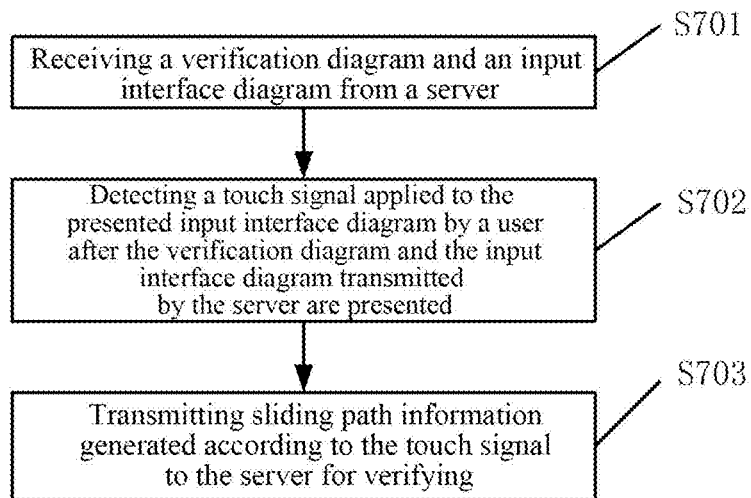 S701
Receiving a verification diagram and an input
interface diagram from a server
S702
Detecting a touch signal applied to the
presented input interface diagram by a user
after the verification diagram and the input
interface diagram transmitted
by the server are presented
S703
Transmitting sliding path information
generated according to the touch signal
to the server for verifying